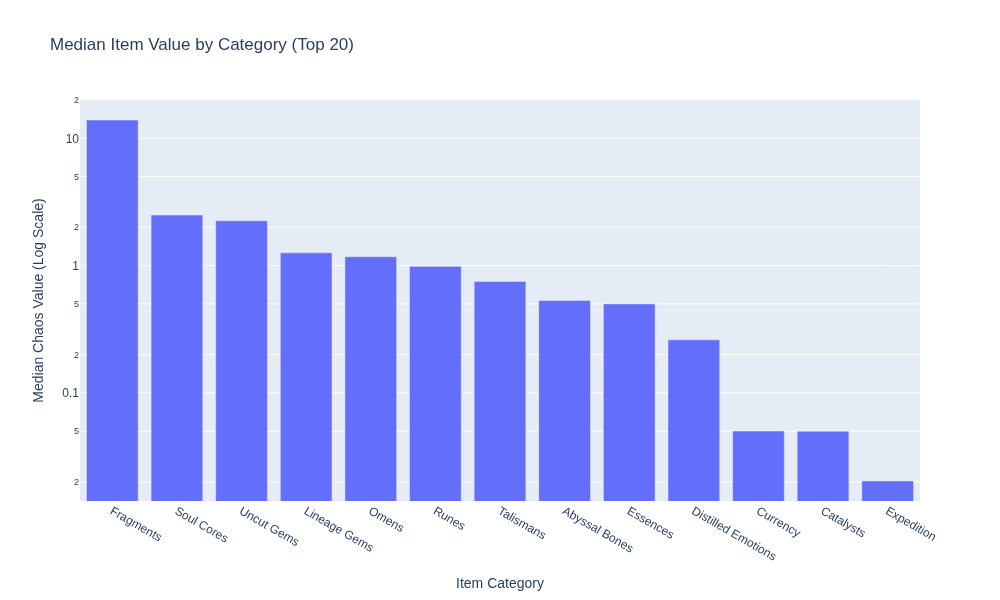 Median Item Value by Category (Top 20)
Median Chaos Value (Log Scale)
2
10
5
2
1
5
2
0.1
5
2
Fragments
Soul Cores
Uncut Gems
Lineage Gems
Omens
Runes
Talismans
Abyssal Bones
Essences
Distilled Emotions
Currency
Catalysts
Expedition
Item Category